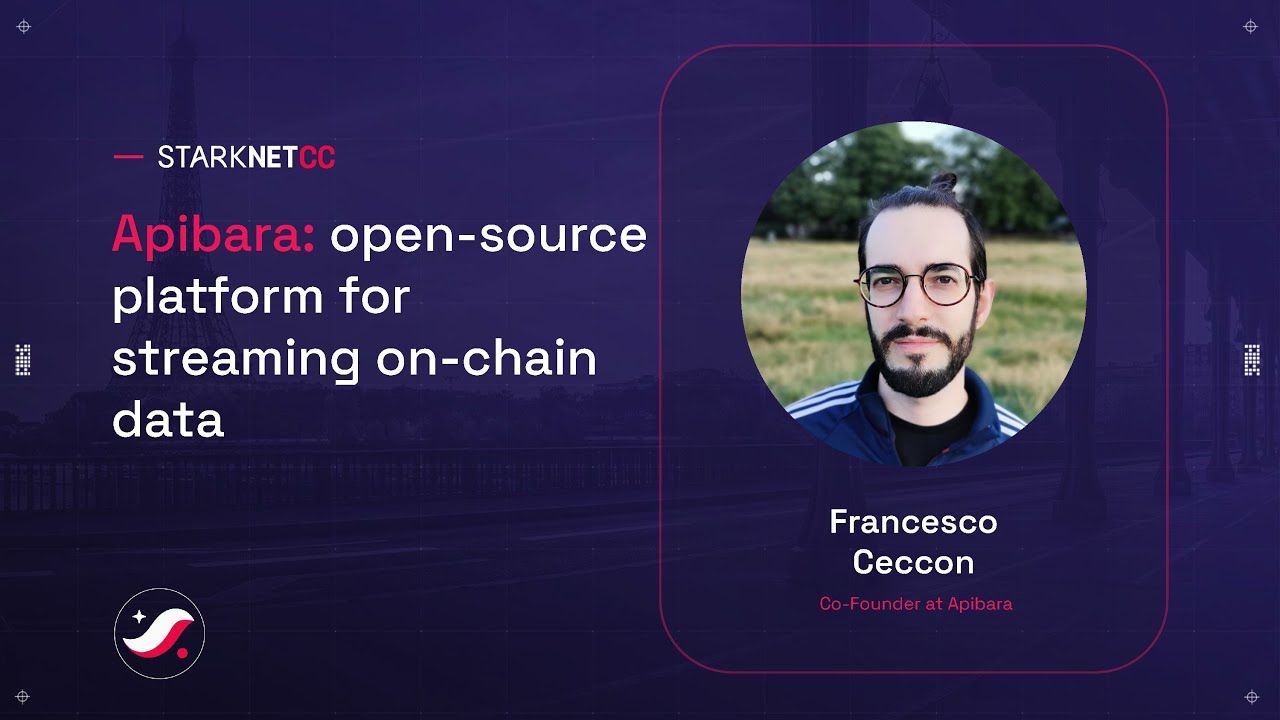 — STARKNETCC
Apibara: open-source
platform for
streaming on-chain
data
Francesco
Ceccon
Co-Founder at Apibara